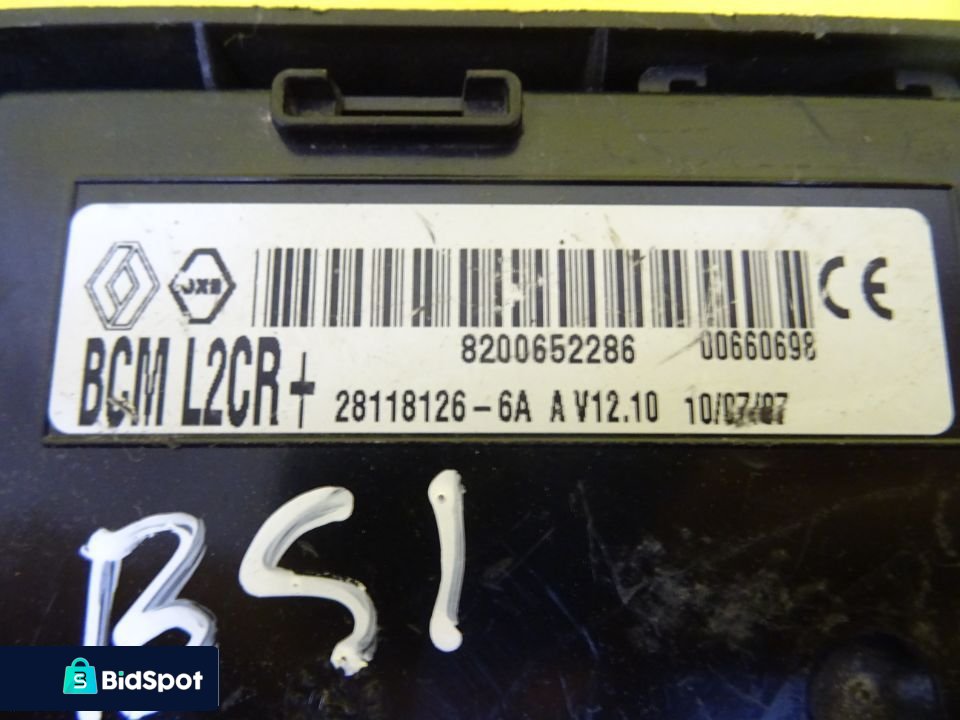 8200652286 00660698
BCM L2CR+ 28118126-6A A V12.10 10/07/07
BSI
BidSpot